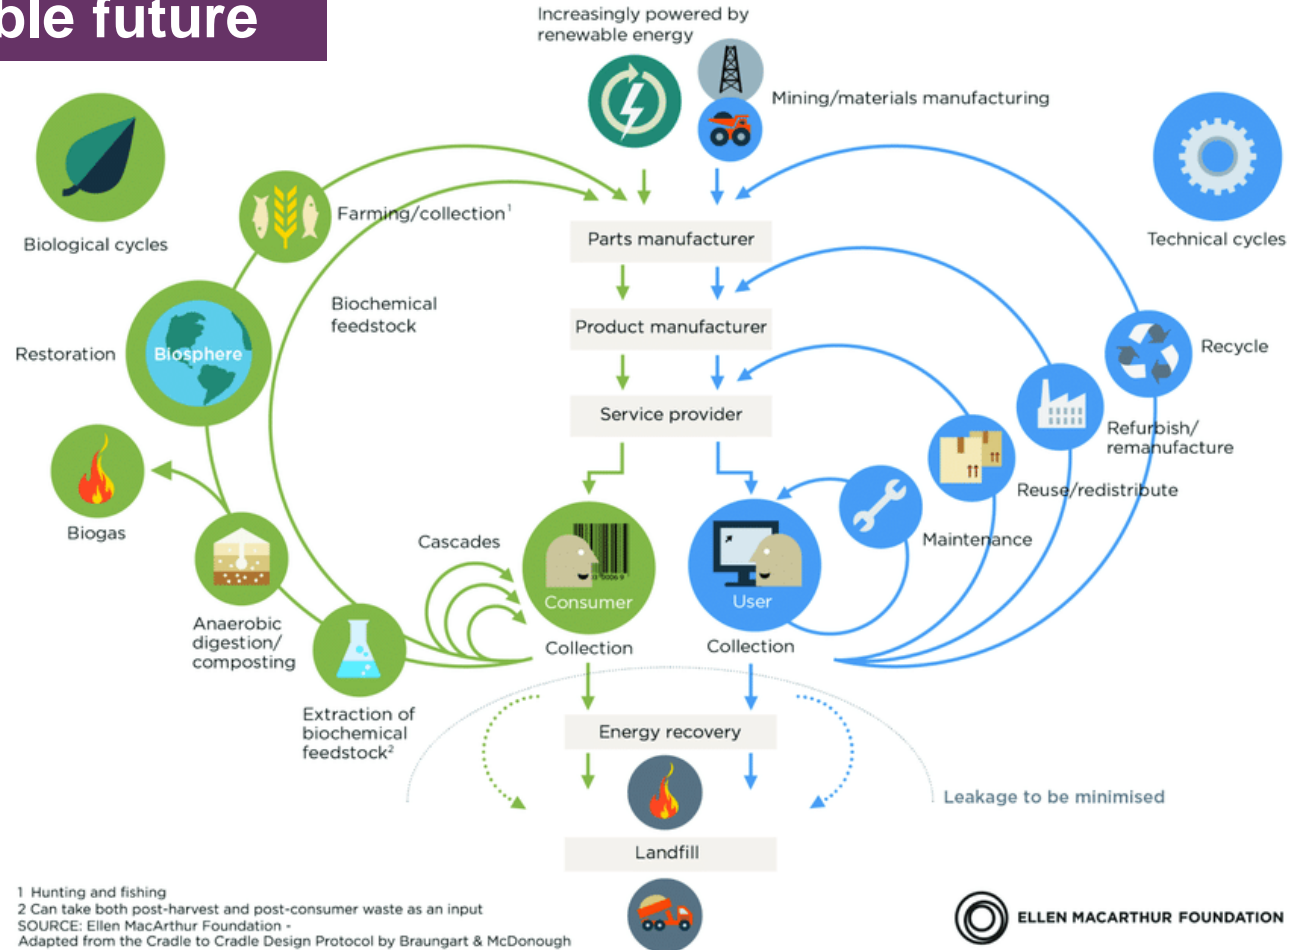 ble future
Increasingly powered by
renewable energy
Mining/materials manufacturing
Biological cycles
Farming/collection¹
Technical cycles
Parts manufacturer
Biochemical
feedstock
Product manufacturer
Restoration
Biosphere
Recycle
Service provider
Refurbish/
remanufacture
Reuse/redistribute
Biogas
Cascades
Maintenance
Consumer
User
Anaerobic
digestion/
composting
Collection
Collection
Extraction of
biochemical
feedstock²
Energy recovery
Leakage to be minimised
Landfill
1 Hunting and fishing
2 Can take both post-harvest and post-consumer waste as an input
SOURCE: Ellen MacArthur Foundation -
Adapted from the Cradle to Cradle Design Protocol by Braungart & McDonough
ELLEN MACARTHUR FOUNDATION